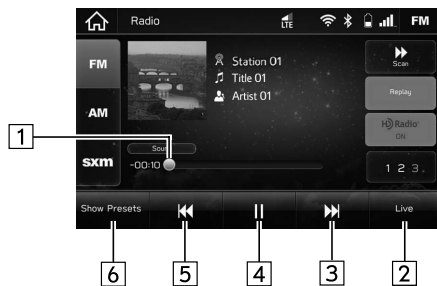 Radio
LTE
FM
FM
Station 01
Title 01
Artist 01
Scan
Replay
AM
HD Radio
ON
1
Sound
-00:10
sxm
1 2 3
Show Presets
Live
6
5
4
3
2